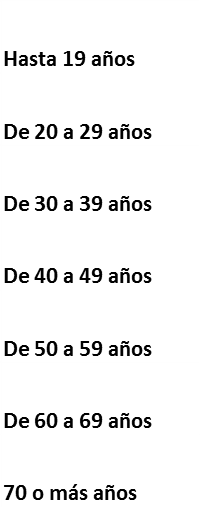 Hasta 19 años
De 20 a 29 años
De 30 a 39 años
De 40 a 49 años
De 50 a 59 años
De 60 a 69 años
70 o más años